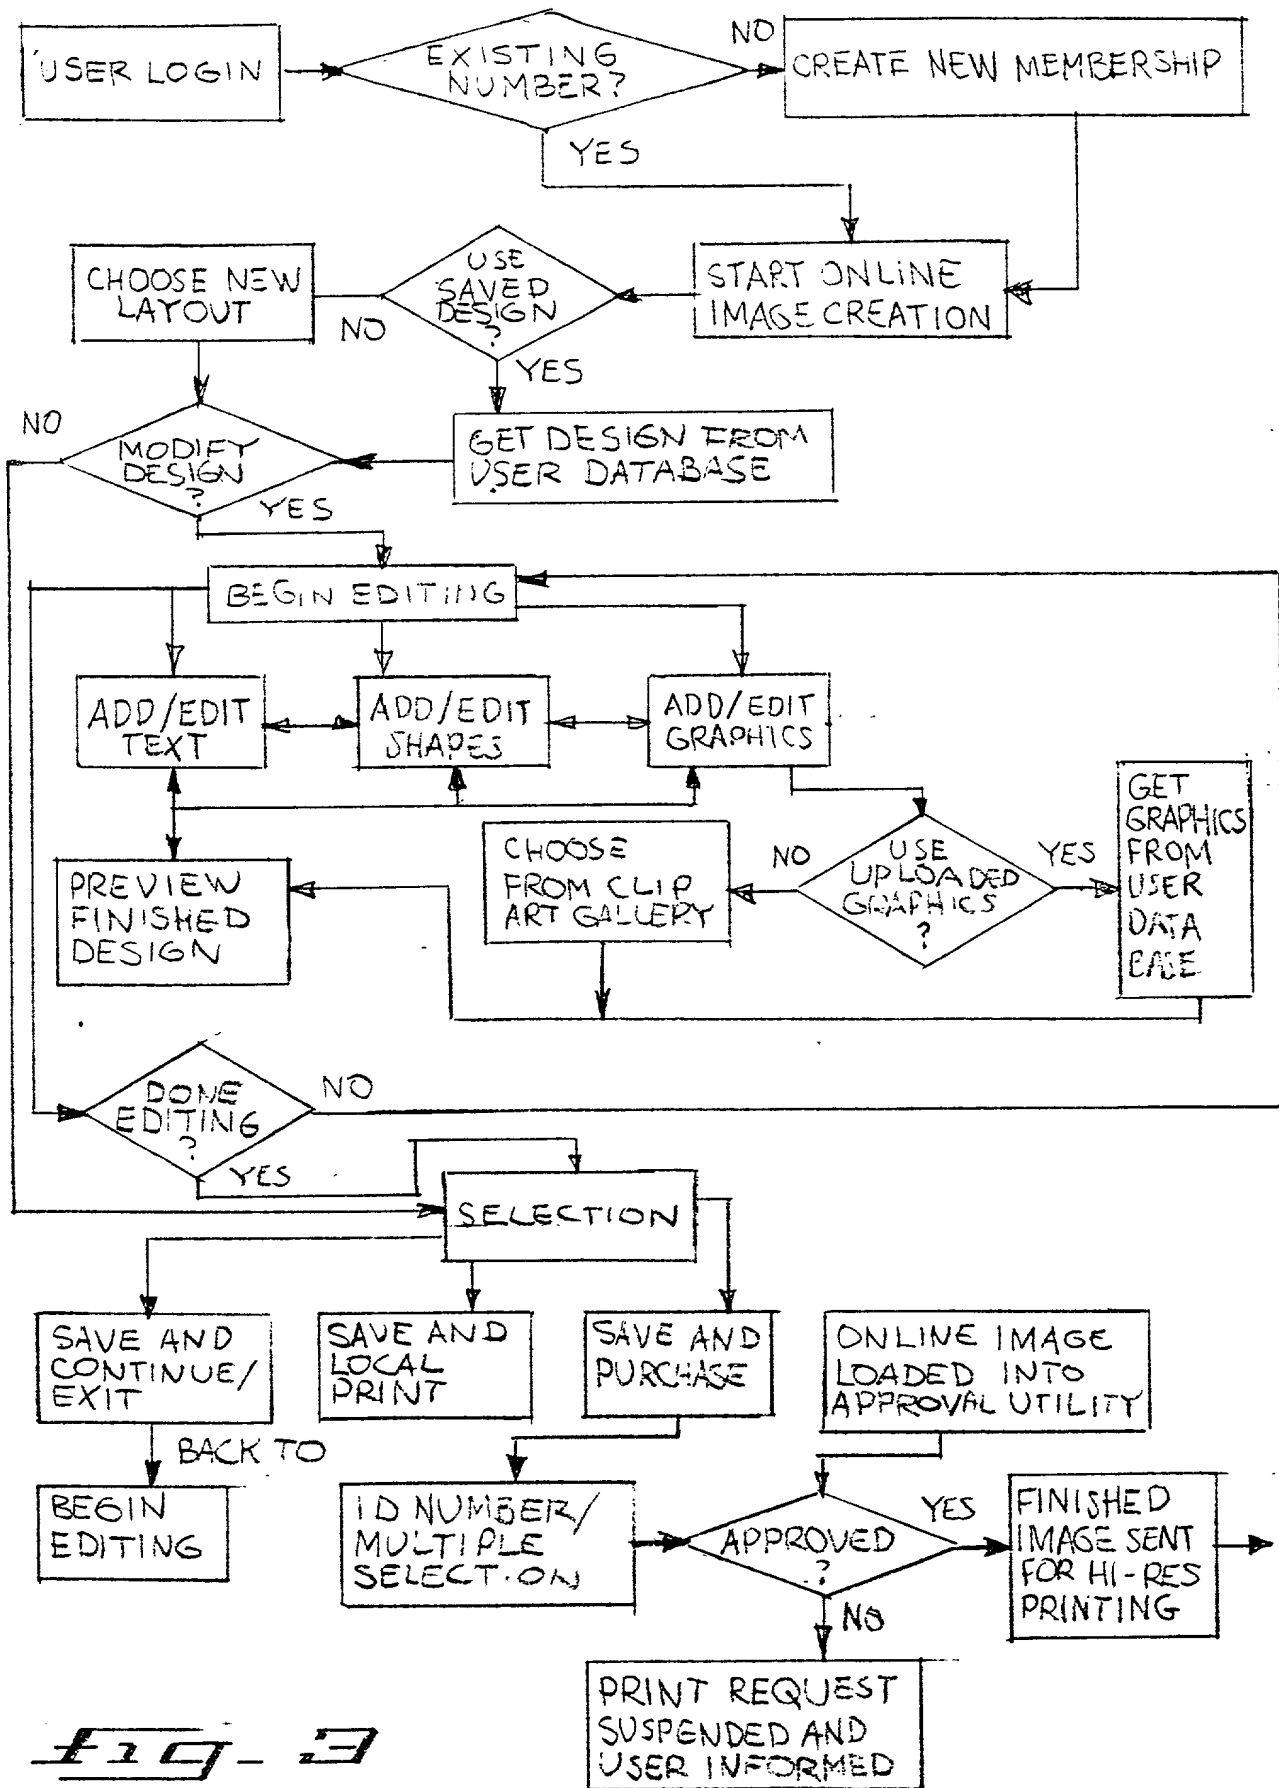 USER LOGIN
EXISTING
NUMBER?
NO
CREATE NEW MEMBERSHIP
YES
CHOOSE NEW
LAYOUT
NO
USE
SAVED
DESIGN
?
YES
START ONLINE
IMAGE CREATION
NO
MODIFY
DESIGN
?
YES
GET DESIGN FROM
USER DATABASE
BEGIN EDITING
ADD/EDIT
TEXT
ADD/EDIT
SHAPES
ADD/EDIT
GRAPHICS
PREVIEW
FINISHED
DESIGN
CHOOSE
FROM CLIP
ART GALLERY
NO
USE
UPLOADED
GRAPHICS
?
YES
GET
GRAPHICS
FROM
USER
DATA
BASE
DONE
EDITING
?
NO
YES
SELECTION
SAVE AND
CONTINUE/
EXIT
SAVE AND
LOCAL
PRINT
SAVE AND
PURCHASE
ONLINE IMAGE
LOADED INTO
APPROVAL UTILITY
BACK TO
BEGIN
EDITING
ID NUMBER/
MULTIPLE
SELECTION
APPROVED
?
YES
FINISHED
IMAGE SENT
FOR HI-RES
PRINTING
NO
PRINT REQUEST
SUSPENDED AND
USER INFORMED
Fig-3